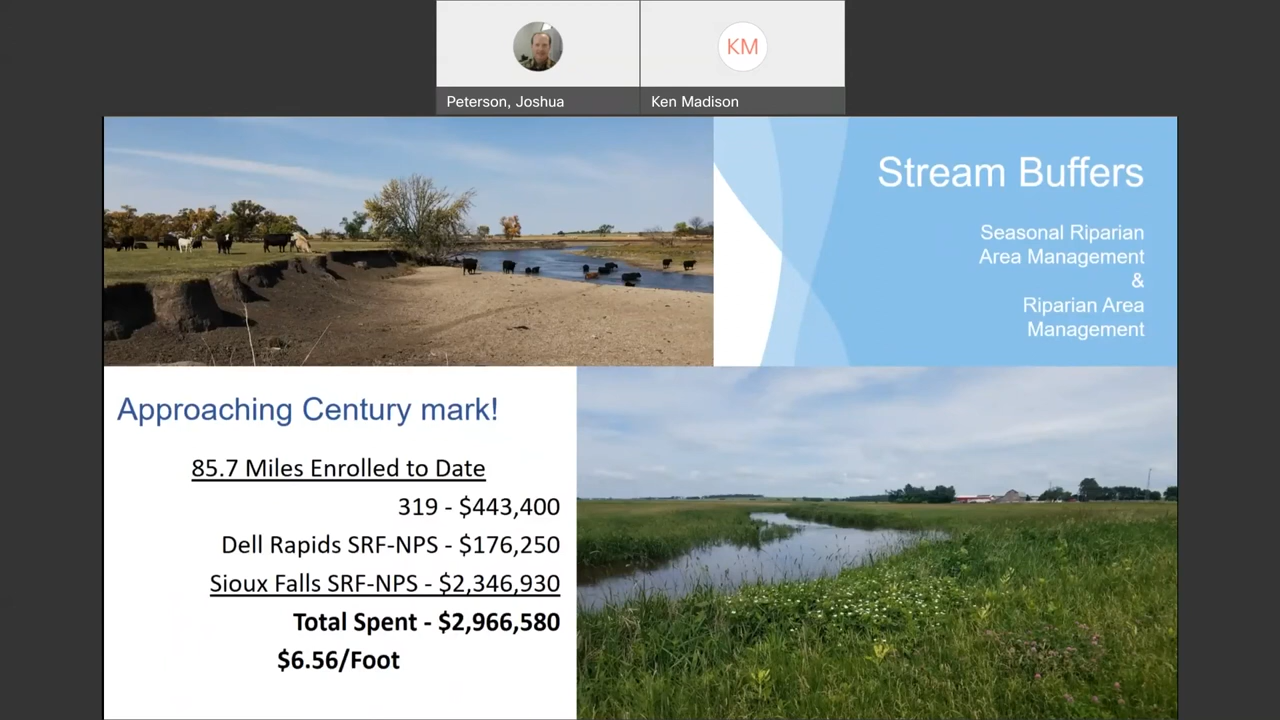 KM
Peterson, Joshua
Ken Madison
Stream Buffers
Seasonal Riparian
Area Management
&
Riparian Area
Management
Approaching Century mark!
85.7 Miles Enrolled to Date
319 - $443,400
Dell Rapids SRF-NPS - $176,250
Sioux Falls SRF-NPS - $2,346,930
Total Spent - $2,966,580
$6.56/Foot